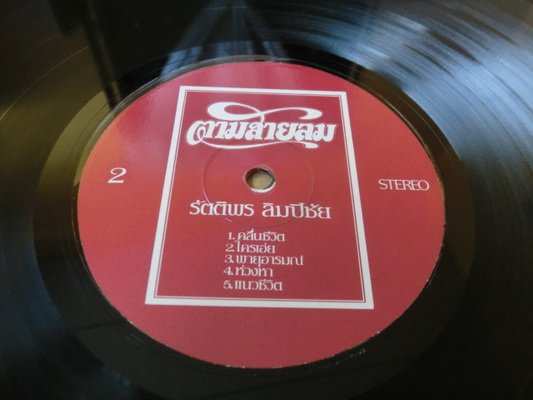 ตามสายลม
2
STEREO
รัตติพร ลิมปิชัย
1. คลื่นชีวิต
2. ใครเอ่ย
3. พายุอารมณ์
4. ห่วงหา
5. แนวชีวิต